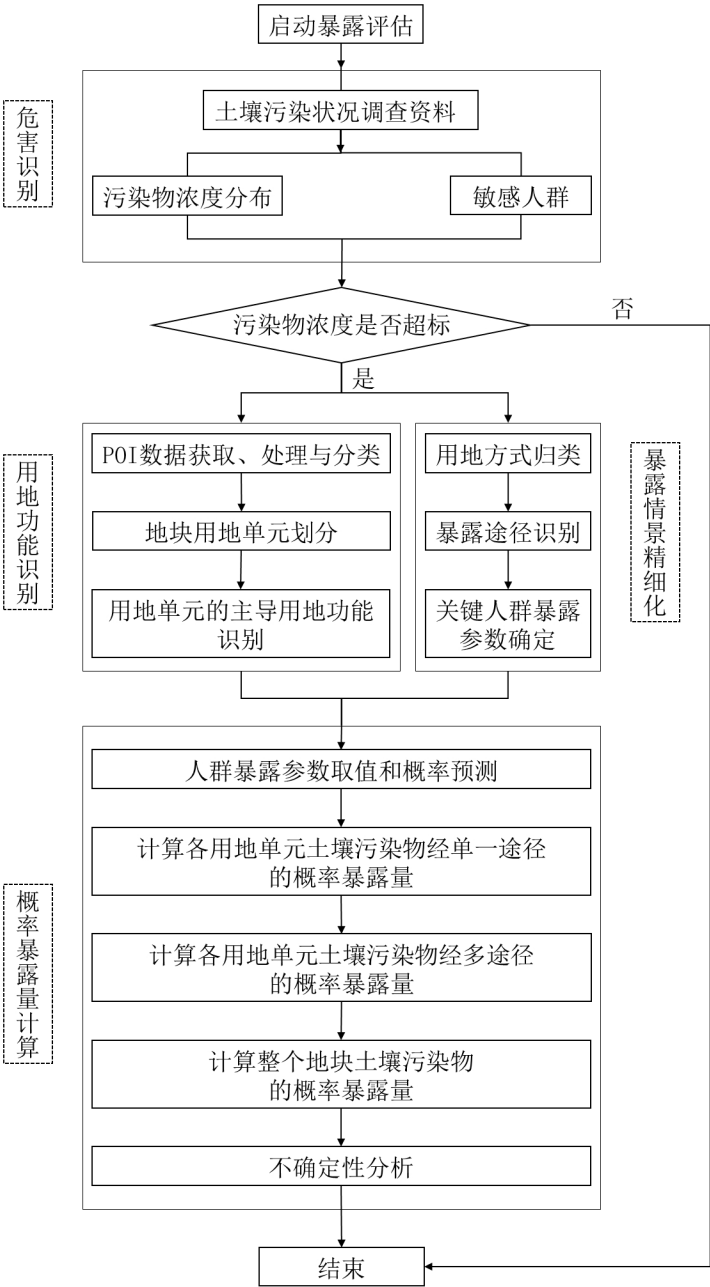 启动暴露评估
危害识别
土壤污染状况调查资料
污染物浓度分布
敏感人群
污染物浓度是否超标
否
是
用地功能识别
POI数据获取、处理与分类
地块用地单元划分
用地单元的主导用地功能
识别
用地方式归类
暴露途径识别
关键人群暴露
参数确定
暴露情景精细化
概率暴露量计算
人群暴露参数取值和概率预测
计算各用地单元土壤污染物经单一途径
的概率暴露量
计算各用地单元土壤污染物经多途径
的概率暴露量
计算整个地块土壤污染物
的概率暴露量
不确定性分析
结束